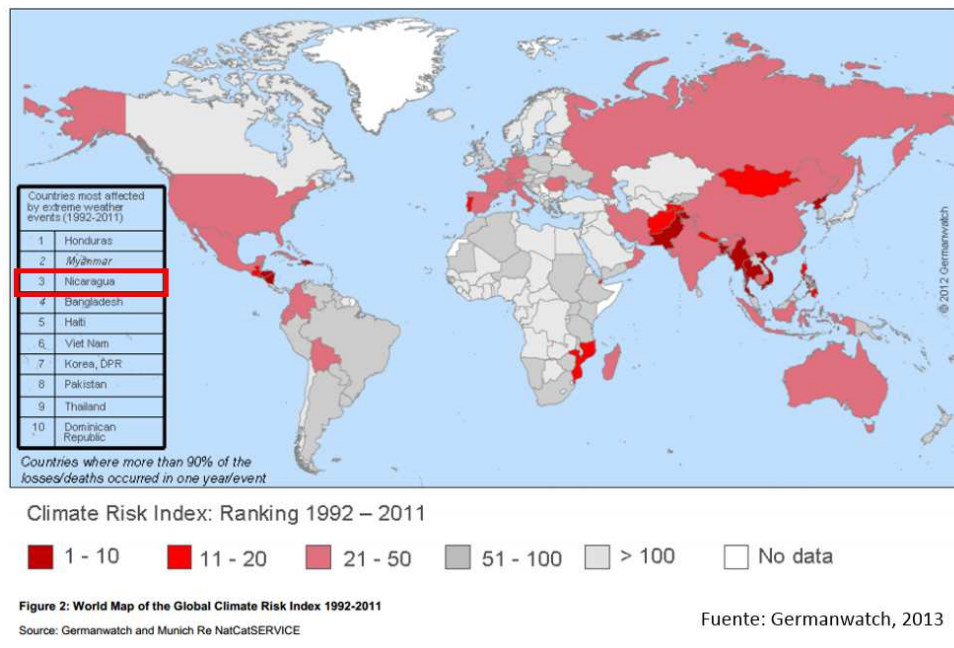 Countries most affected
by extreme weather
events (1992-2011)
1 Honduras
2 Myanmar
3 Nicaragua
4 Bangladesh
5 Haiti
6 Viet Nam
7 Korea, DPR
8 Pakistan
9 Thailand
10 Dominican
Republic
Countries where more than 90% of the
losses/deaths occurred in one year/event
© 2012 Germanwatch
Climate Risk Index: Ranking 1992 – 2011
1 - 10 11 - 20 21 - 50 51 - 100 > 100 No data
Figure 2: World Map of the Global Climate Risk Index 1992-2011
Source: Germanwatch and Munich Re NatCatSERVICE
Fuente: Germanwatch, 2013